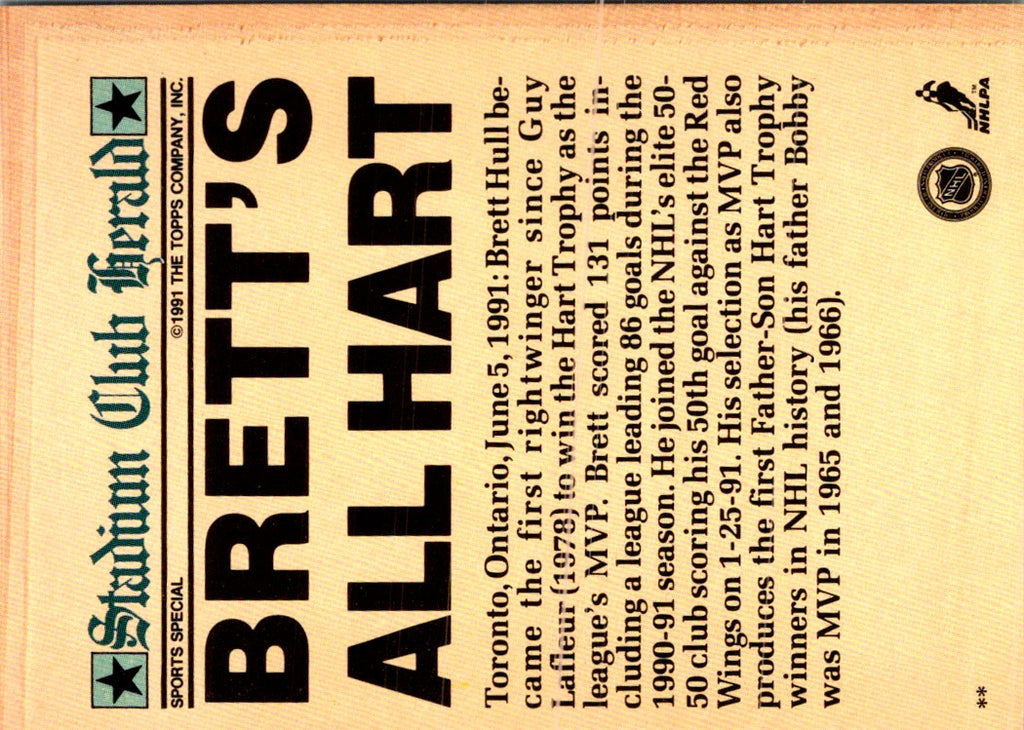 ★ Stadium Club Herald ★
SPORTS SPECIAL ©1991 THE TOPPS COMPANY, INC.
BRETT'S
ALL HART
Toronto, Ontario, June 5, 1991: Brett Hull be-
came the first rightwinger since Guy
Lafleur (1978) to win the Hart Trophy as the
league's MVP. Brett scored 131 points in-
cluding a league leading 86 goals during the
1990-91 season. He joined the NHL's elite 50-
50 club scoring his 50th goal against the Red
Wings on 1-25-91. His selection as MVP also
produces the first Father-Son Hart Trophy
winners in NHL history (his father Bobby
was MVP in 1965 and 1966).
**
NHL
NHLPA
TM